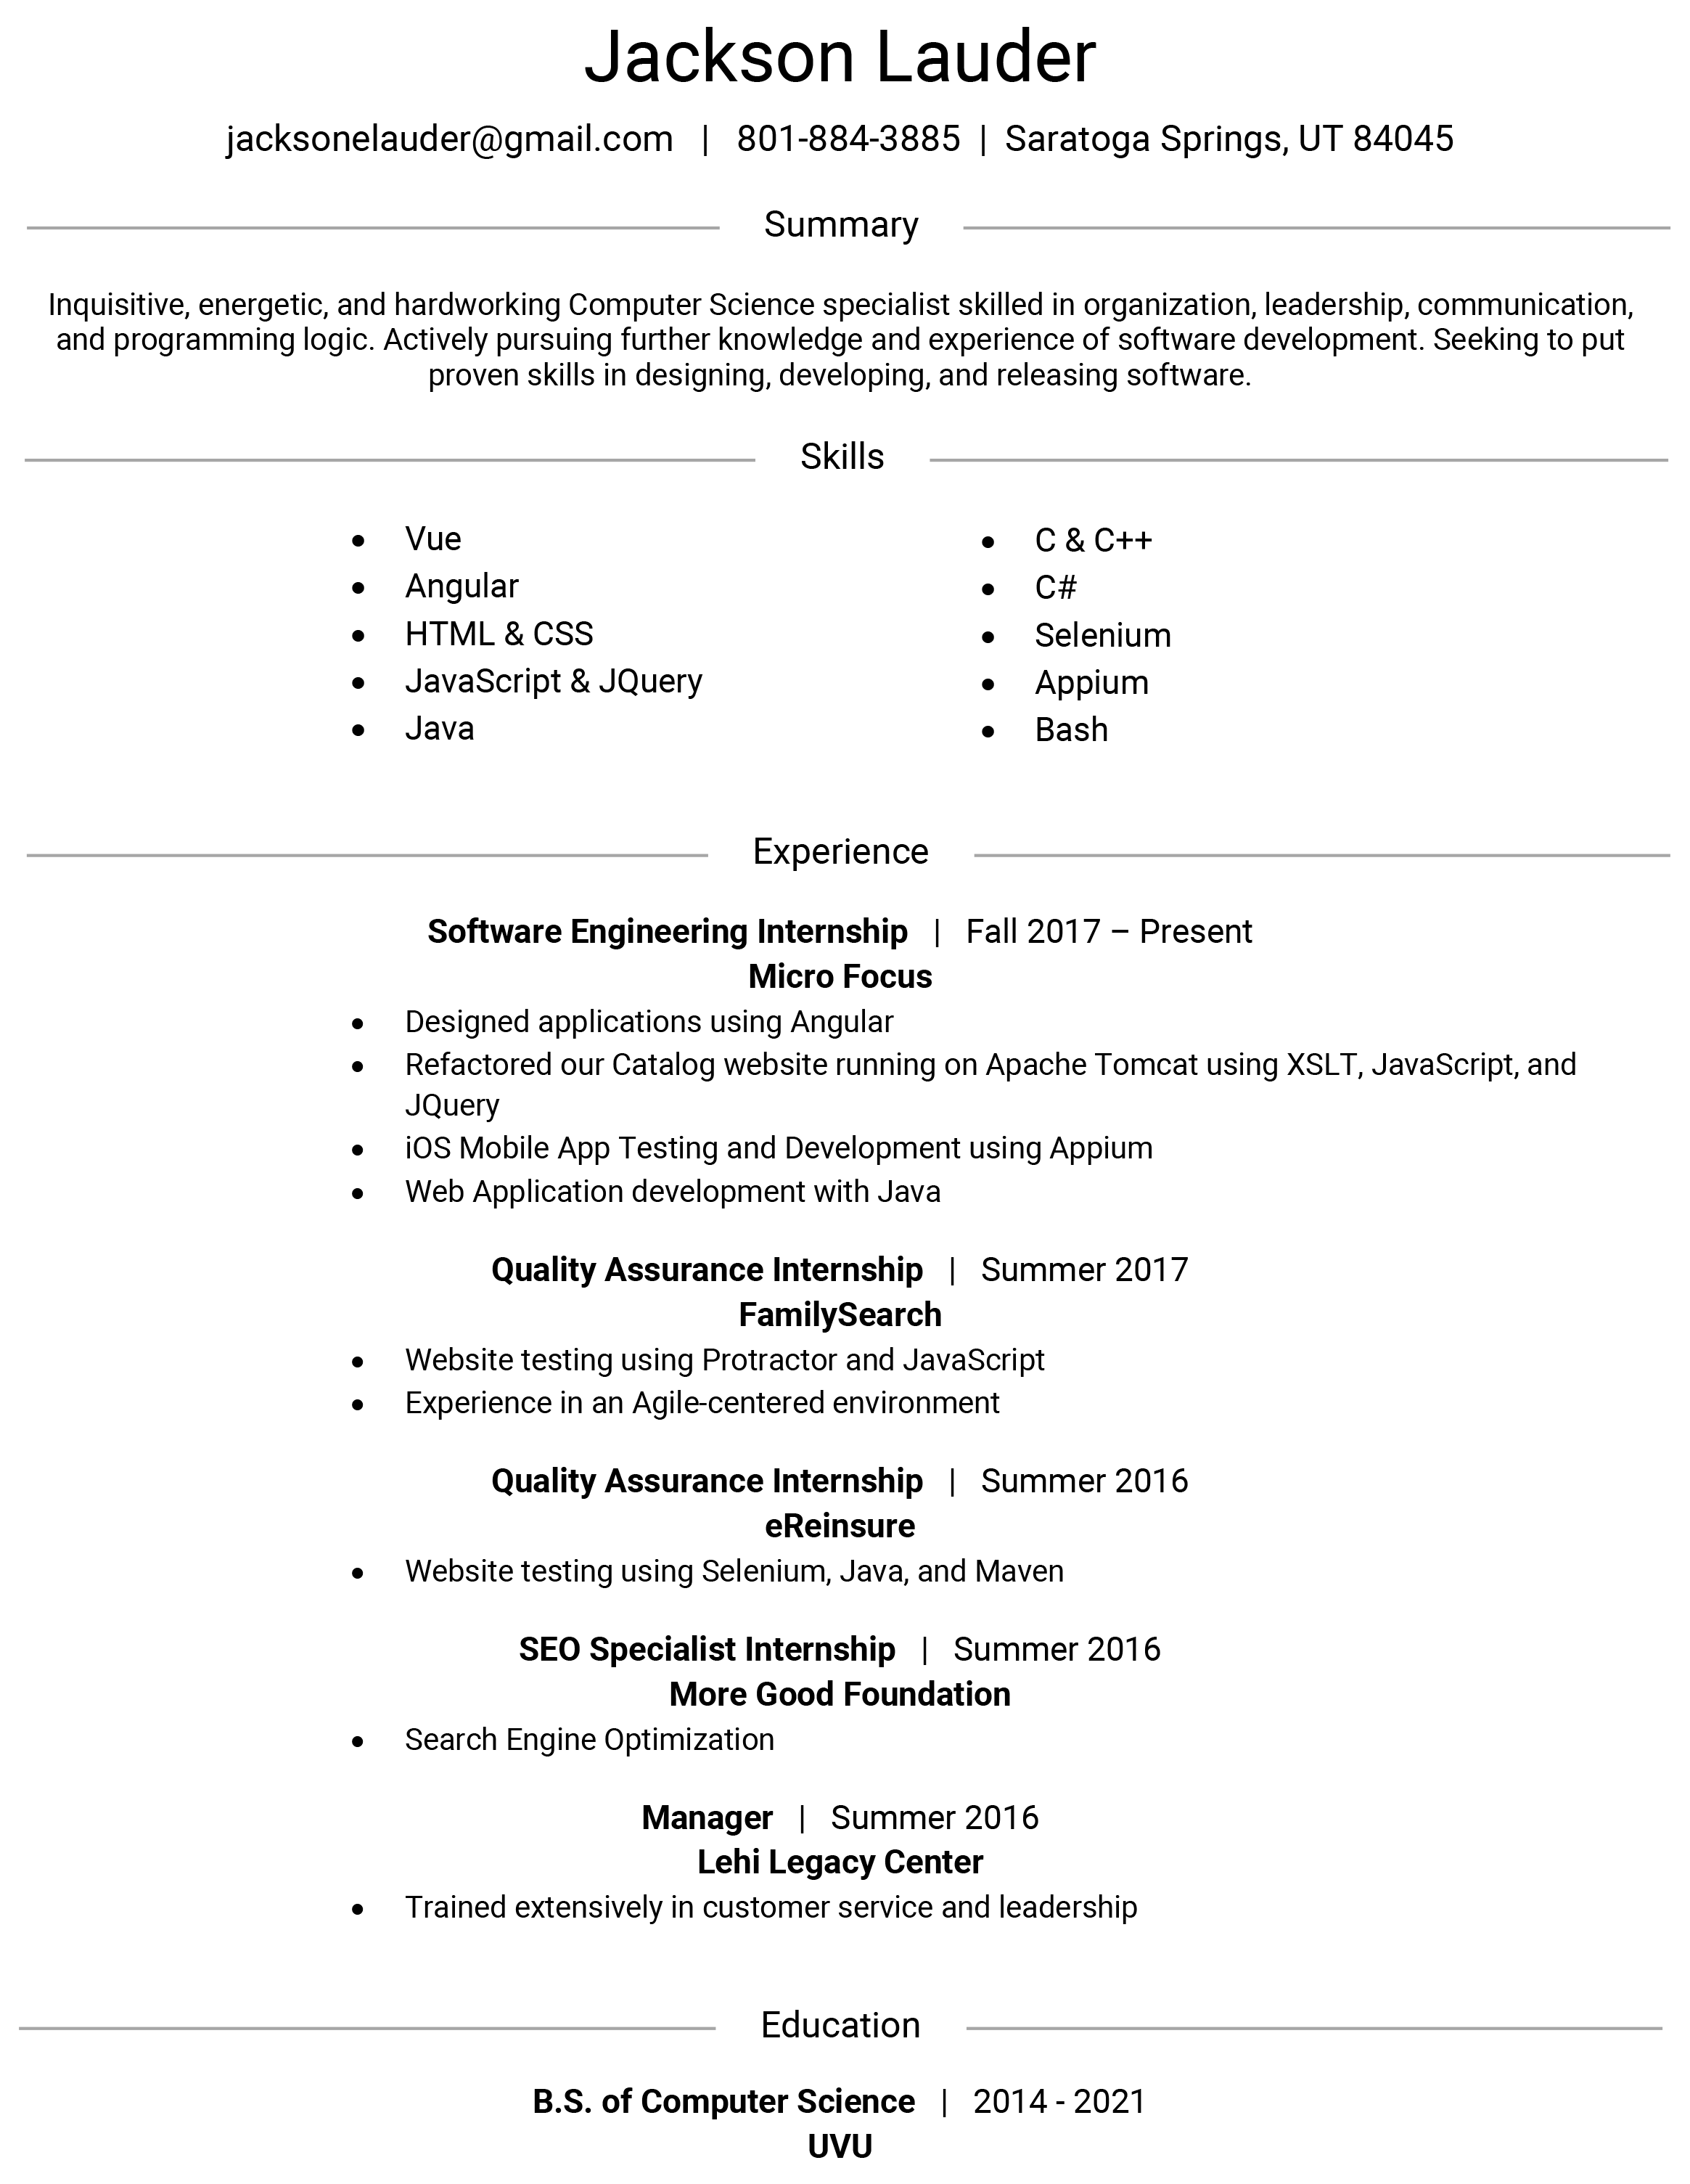 Jackson Lauder
jacksonelauder@gmail.com | 801-884-3885 | Saratoga Springs, UT 84045
Summary
Inquisitive, energetic, and hardworking Computer Science specialist skilled in organization, leadership, communication,
and programming logic. Actively pursuing further knowledge and experience of software development. Seeking to put
proven skills in designing, developing, and releasing software.
Skills
• Vue
• Angular
• HTML & CSS
• JavaScript & JQuery
• Java
• C & C++
• C#
• Selenium
• Appium
• Bash
Experience
Software Engineering Internship | Fall 2017 – Present
Micro Focus
• Designed applications using Angular
• Refactored our Catalog website running on Apache Tomcat using XSLT, JavaScript, and
JQuery
• iOS Mobile App Testing and Development using Appium
• Web Application development with Java
Quality Assurance Internship | Summer 2017
FamilySearch
• Website testing using Protractor and JavaScript
• Experience in an Agile-centered environment
Quality Assurance Internship | Summer 2016
eReinsure
• Website testing using Selenium, Java, and Maven
SEO Specialist Internship | Summer 2016
More Good Foundation
• Search Engine Optimization
Manager | Summer 2016
Lehi Legacy Center
• Trained extensively in customer service and leadership
Education
B.S. of Computer Science | 2014 - 2021
UVU